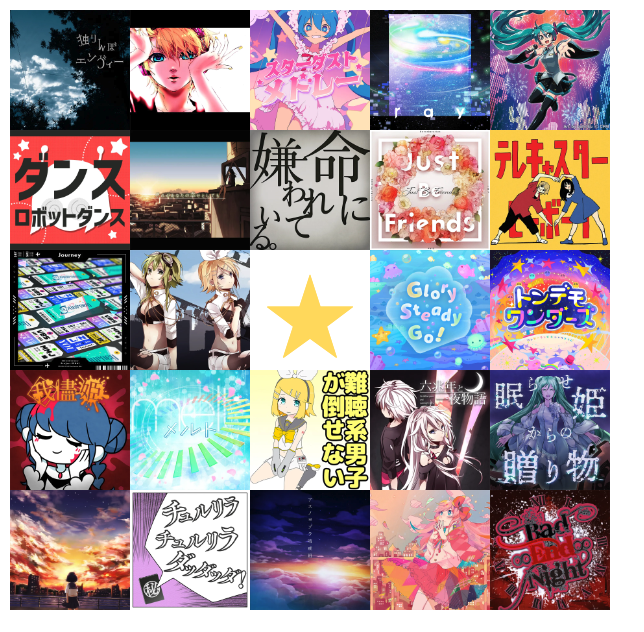 独りんぼ
エンヴィー
スターダスト
メドレー
ray
ダンス
ロボットダンス
命に
嫌われて
いる。
Just
Just Be Friends
Friends
テレキャスター
ビーボーイ
Journey
Glory
Steady
Go!
トンデモ
ワンダーズ
我儘姫
メルト
難聴系男子
が倒せない
六兆年と
一夜物語
眠らせ
姫
からの
贈り物
チュルリラ
チュルリラ
ダッダッダ!
Bad
∞End∞
Night